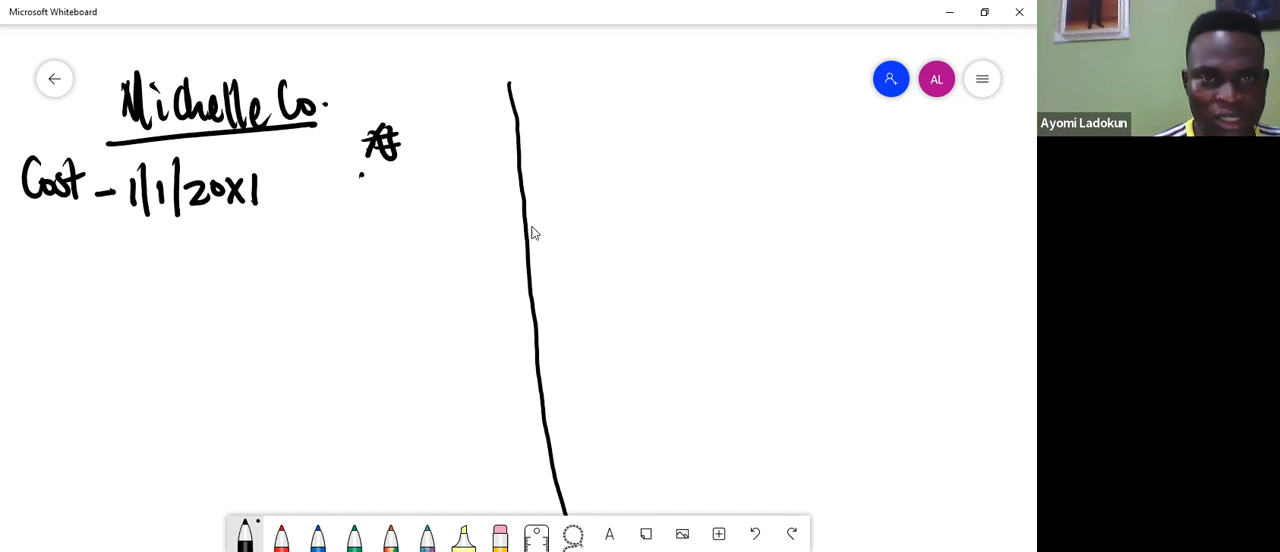 Microsoft Whiteboard
Michelle Co.
Cost - 1/1/20X1
AL
Ayomi Ladokun
A